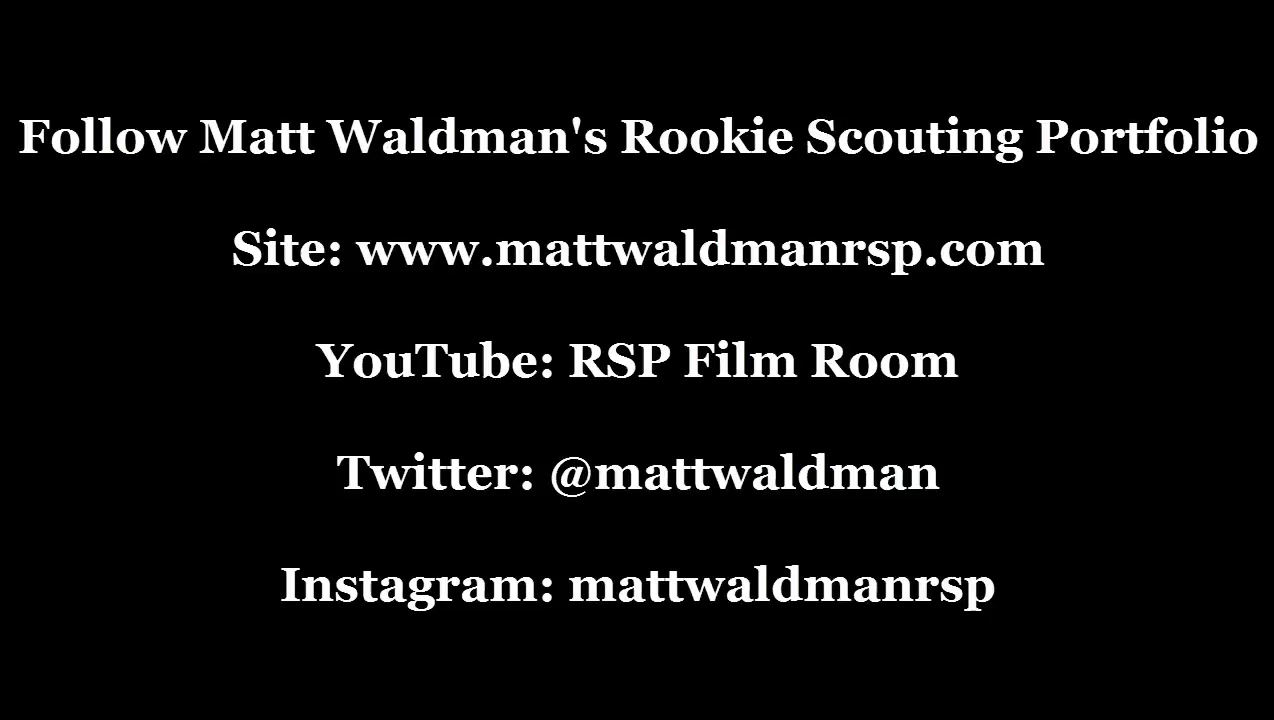 Follow Matt Waldman's Rookie Scouting Portfolio
Site: www.mattwaldmanrsp.com
YouTube: RSP Film Room
Twitter: @mattwaldman
Instagram: mattwaldmanrsp